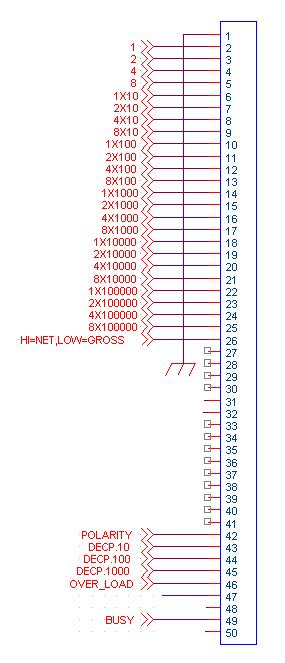 1
1 2
2 3
4 4
8 5
1X10 6
2X10 7
4X10 8
8X10 9
1X100 10
2X100 11
4X100 12
8X100 13
1X1000 14
2X1000 15
4X1000 16
8X1000 17
1X10000 18
2X10000 19
4X10000 20
8X10000 21
1X100000 22
2X100000 23
4X100000 24
8X100000 25
HI=NET,LOW=GROSS 26
27
28
29
30
31
32
33
34
35
36
37
38
39
40
41
POLARITY 42
DECP.10 43
DECP.100 44
DECP.1000 45
OVER_LOAD 46
47
48
BUSY 49
50